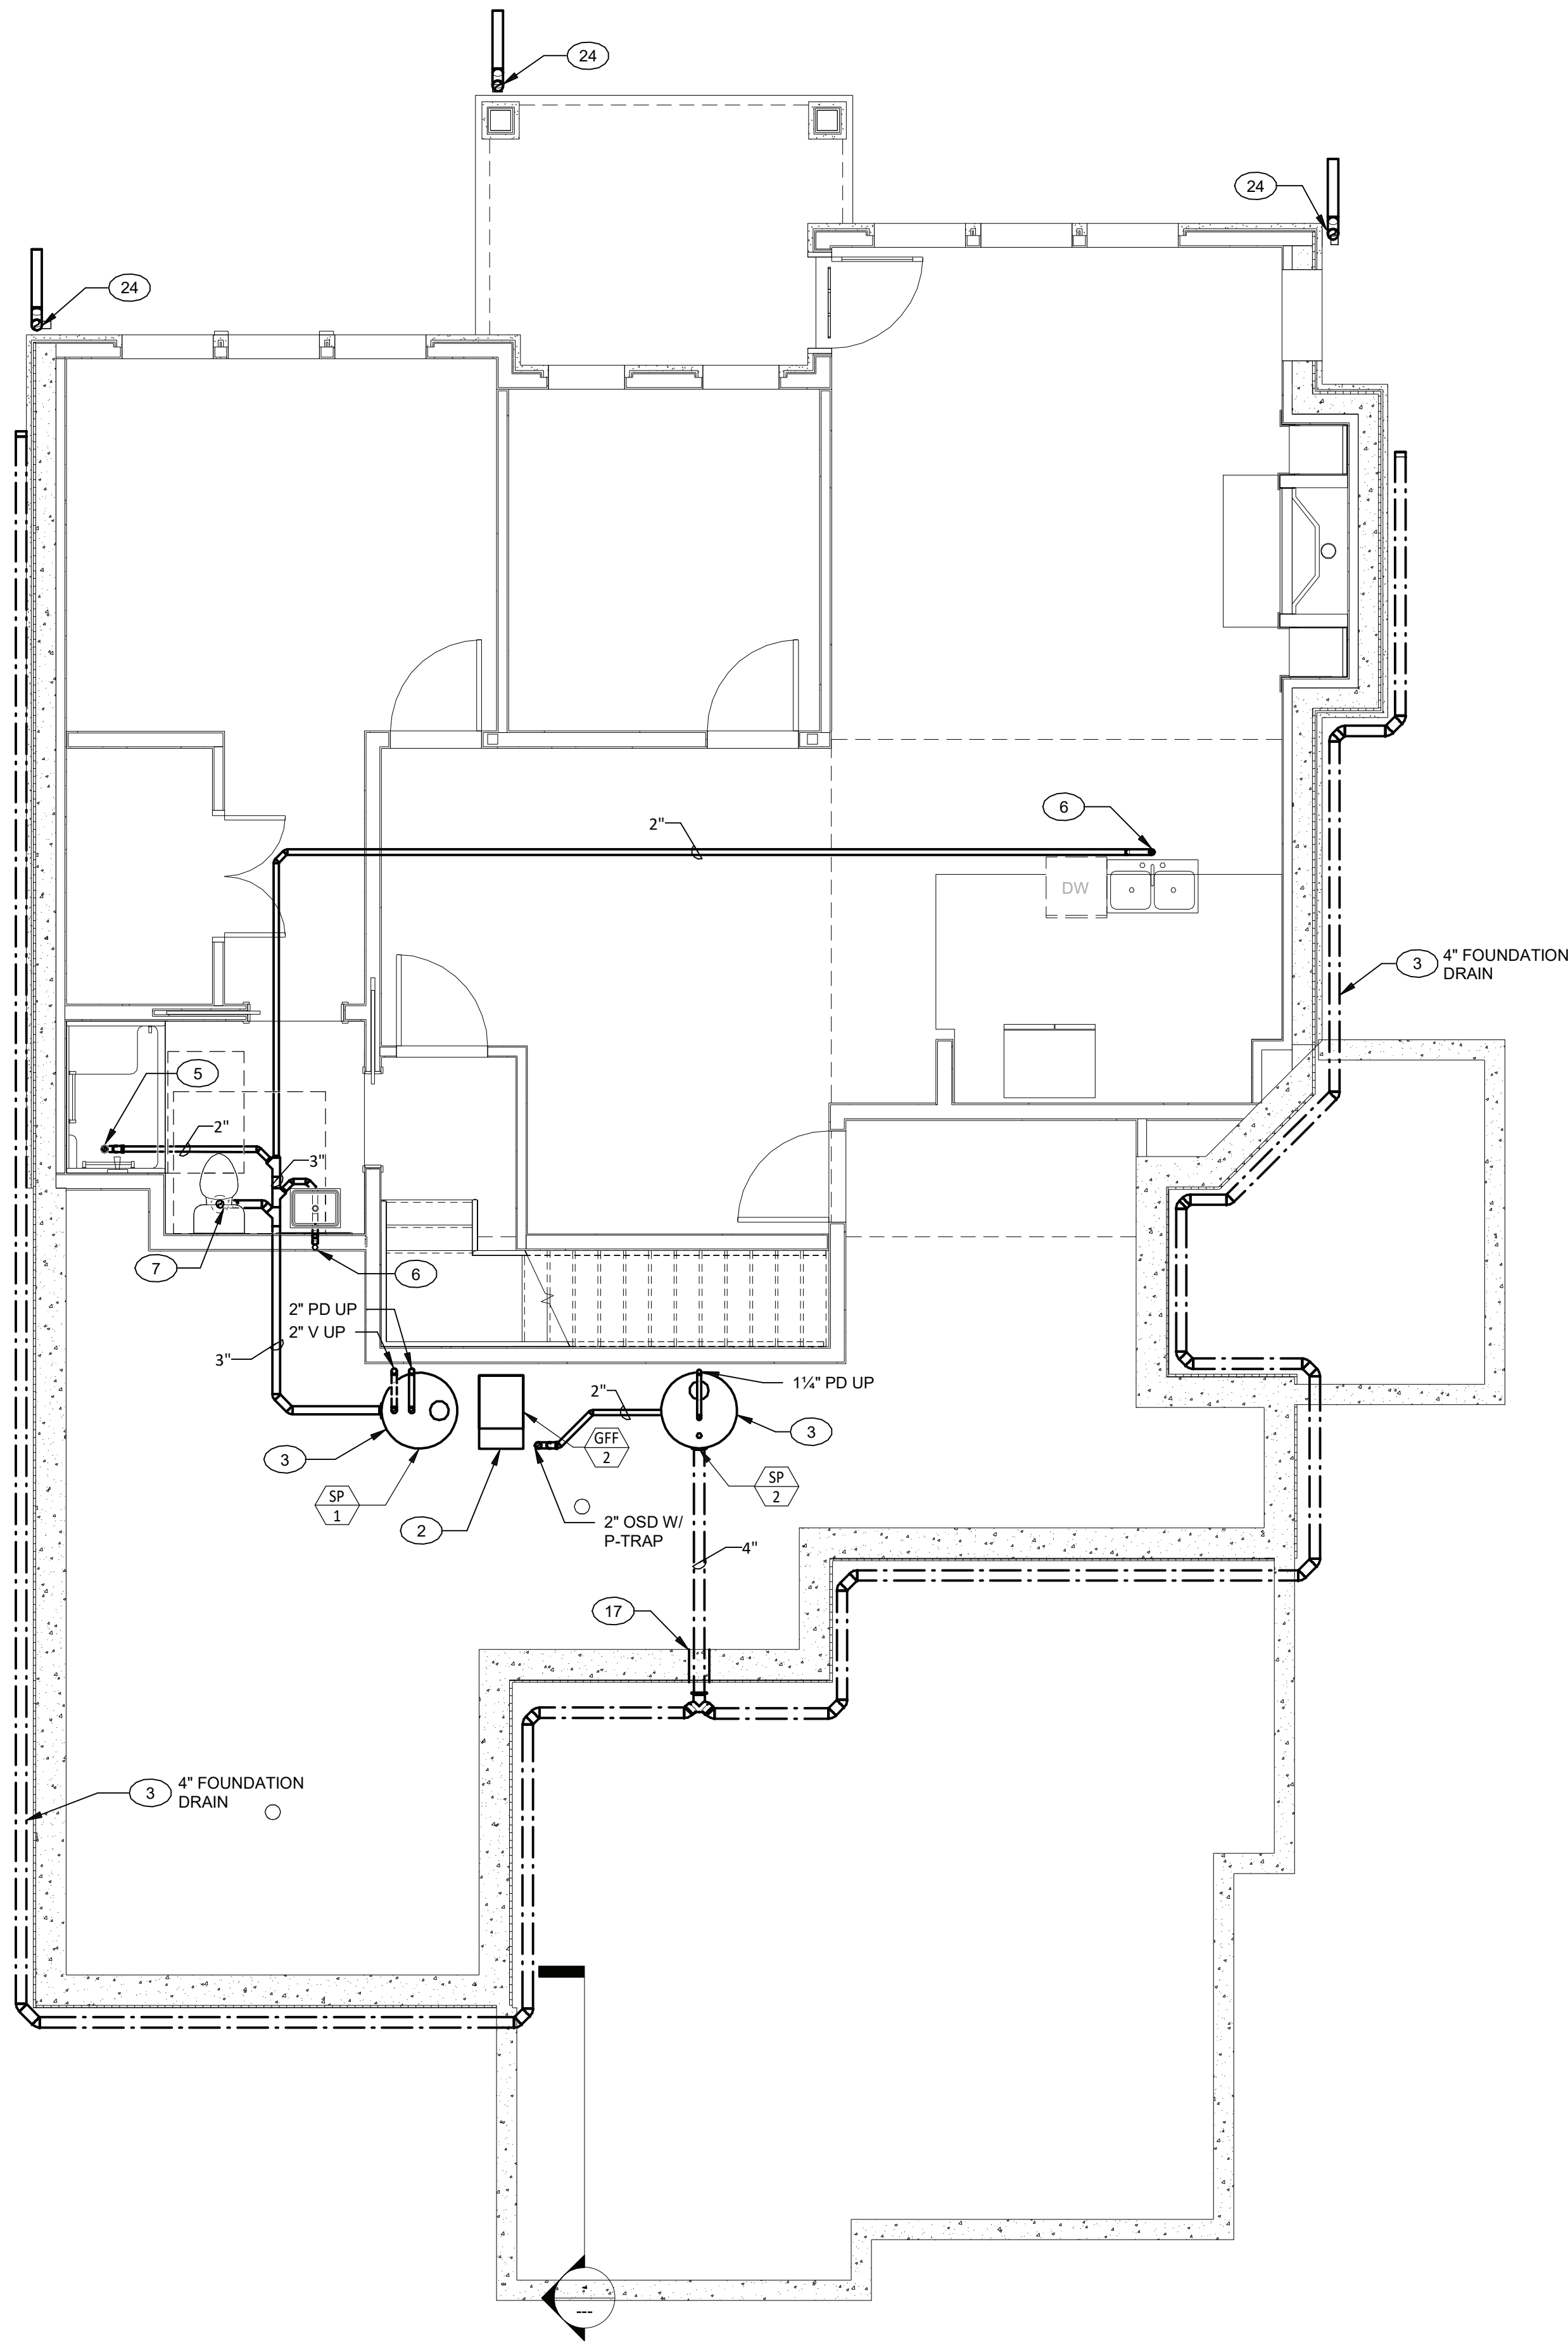 24
24
24
2"
6
DW
3
4" FOUNDATION
DRAIN
5
2"
3"
7
6
2" PD UP
2" V UP
3"
1¼" PD UP
2"
3
3
GFF
2
SP
1
SP
2
2
2" OSD W/
P-TRAP
4"
17
3
4" FOUNDATION
DRAIN
---